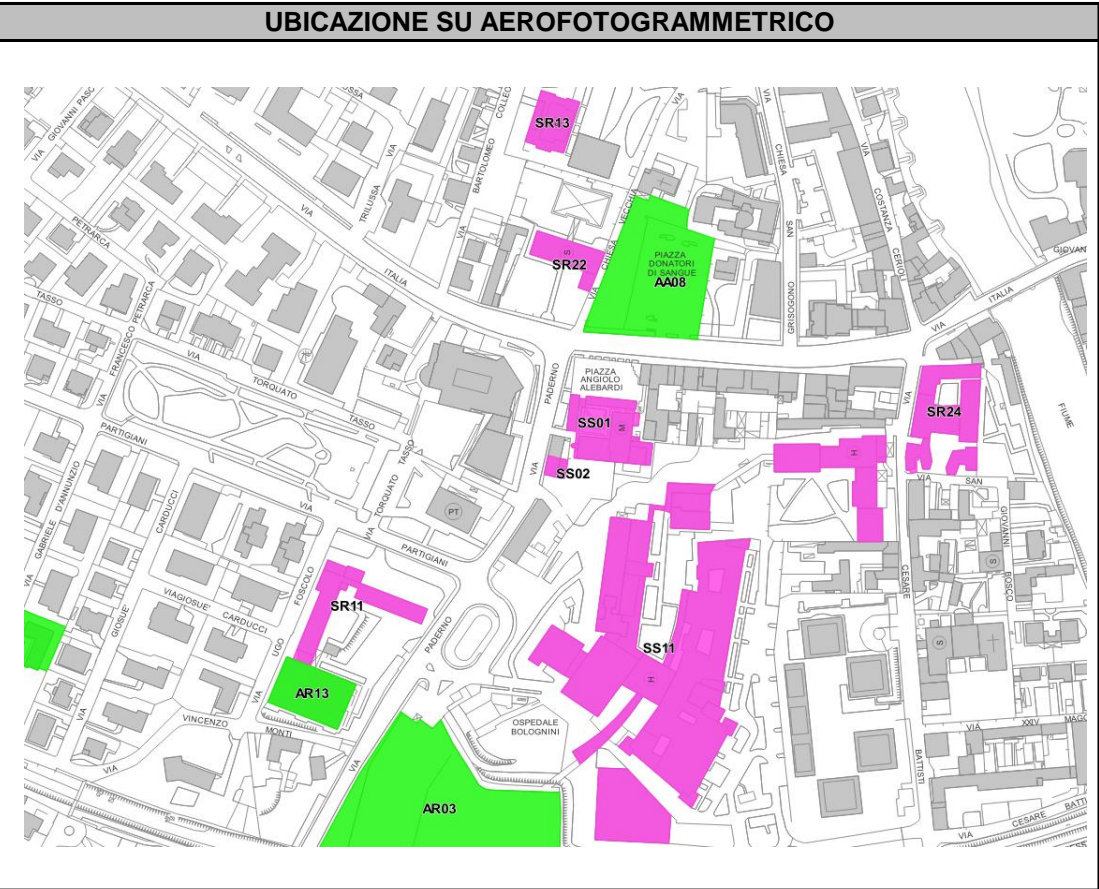 UBICAZIONE SU AEROFOTOGRAMMETRICO
VIA
GIOVANNI PASC
VIA
BARTOLOMEO
COLLEO
SR13
VIA
VIA
CHIESA
SAN
GRISOGONO
COSTANZA
CERIOLI
GIOVAN
VIA
TRILUSSA
VIA
VIA
PETRARCA
ITALIA
S
SR22
VIA
CHIESA
VECCHIA
PIAZZA
DONATORI
DI SANGUE
AA08
VIA
ITALIA
TASSO
FRANCESCO PETRARCA
VIA
VIA
TORQUATO
TASSO
PIAZZA
ANGIOLO
ALEBARDI
PADERNO
VIA
SS01
M
SS02
VIA
SR24
FIUME
PARTIGIANI
VIA
TORQUATO TASSO
VIA
PT
PARTIGIANI
H
VIA
SAN
GIOVANNI
BOSCO
S
GABRIELE D'ANNUNZIO
VIA
CARDUCCI
GIOSUE'
VIA
VIAGIOSUE'
CARDUCCI
FOSCOLO
UGO
VIA
SR11
PADERNO
VIA
CESARE
BATTISTI
SS11
H
S
AR13
VINCENZO
MONTI
VIA
OSPEDALE
BOLOGNINI
VIA
XXIV
MAGG
AR03
VIA
CESARE
BATTI